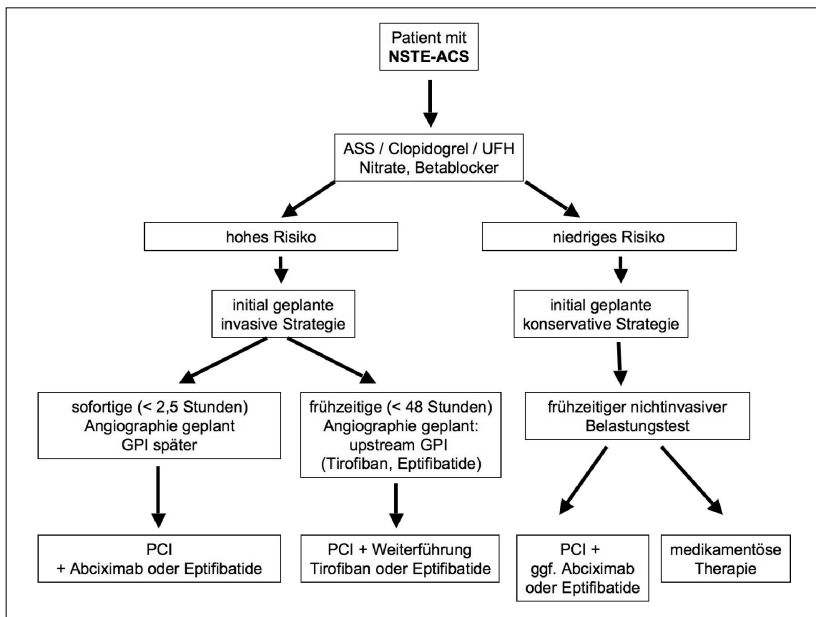 Patient mit
NSTE-ACS
ASS / Clopidogrel / UFH
Nitrate, Betablocker
hohes Risiko
niedriges Risiko
initial geplante
invasive Strategie
initial geplante
konservative Strategie
sofortige (< 2,5 Stunden)
Angiographie geplant
GPI später
frühzeitige (< 48 Stunden)
Angiographie geplant:
upstream GPI
(Tirofiban, Eptifibatide)
frühzeitiger nichtinvasiver
Belastungstest
PCI
+ Abciximab oder Eptifibatide
PCI + Weiterführung
Tirofiban oder Eptifibatide
PCI +
ggf. Abciximab
oder Eptifibatide
medikamentöse
Therapie